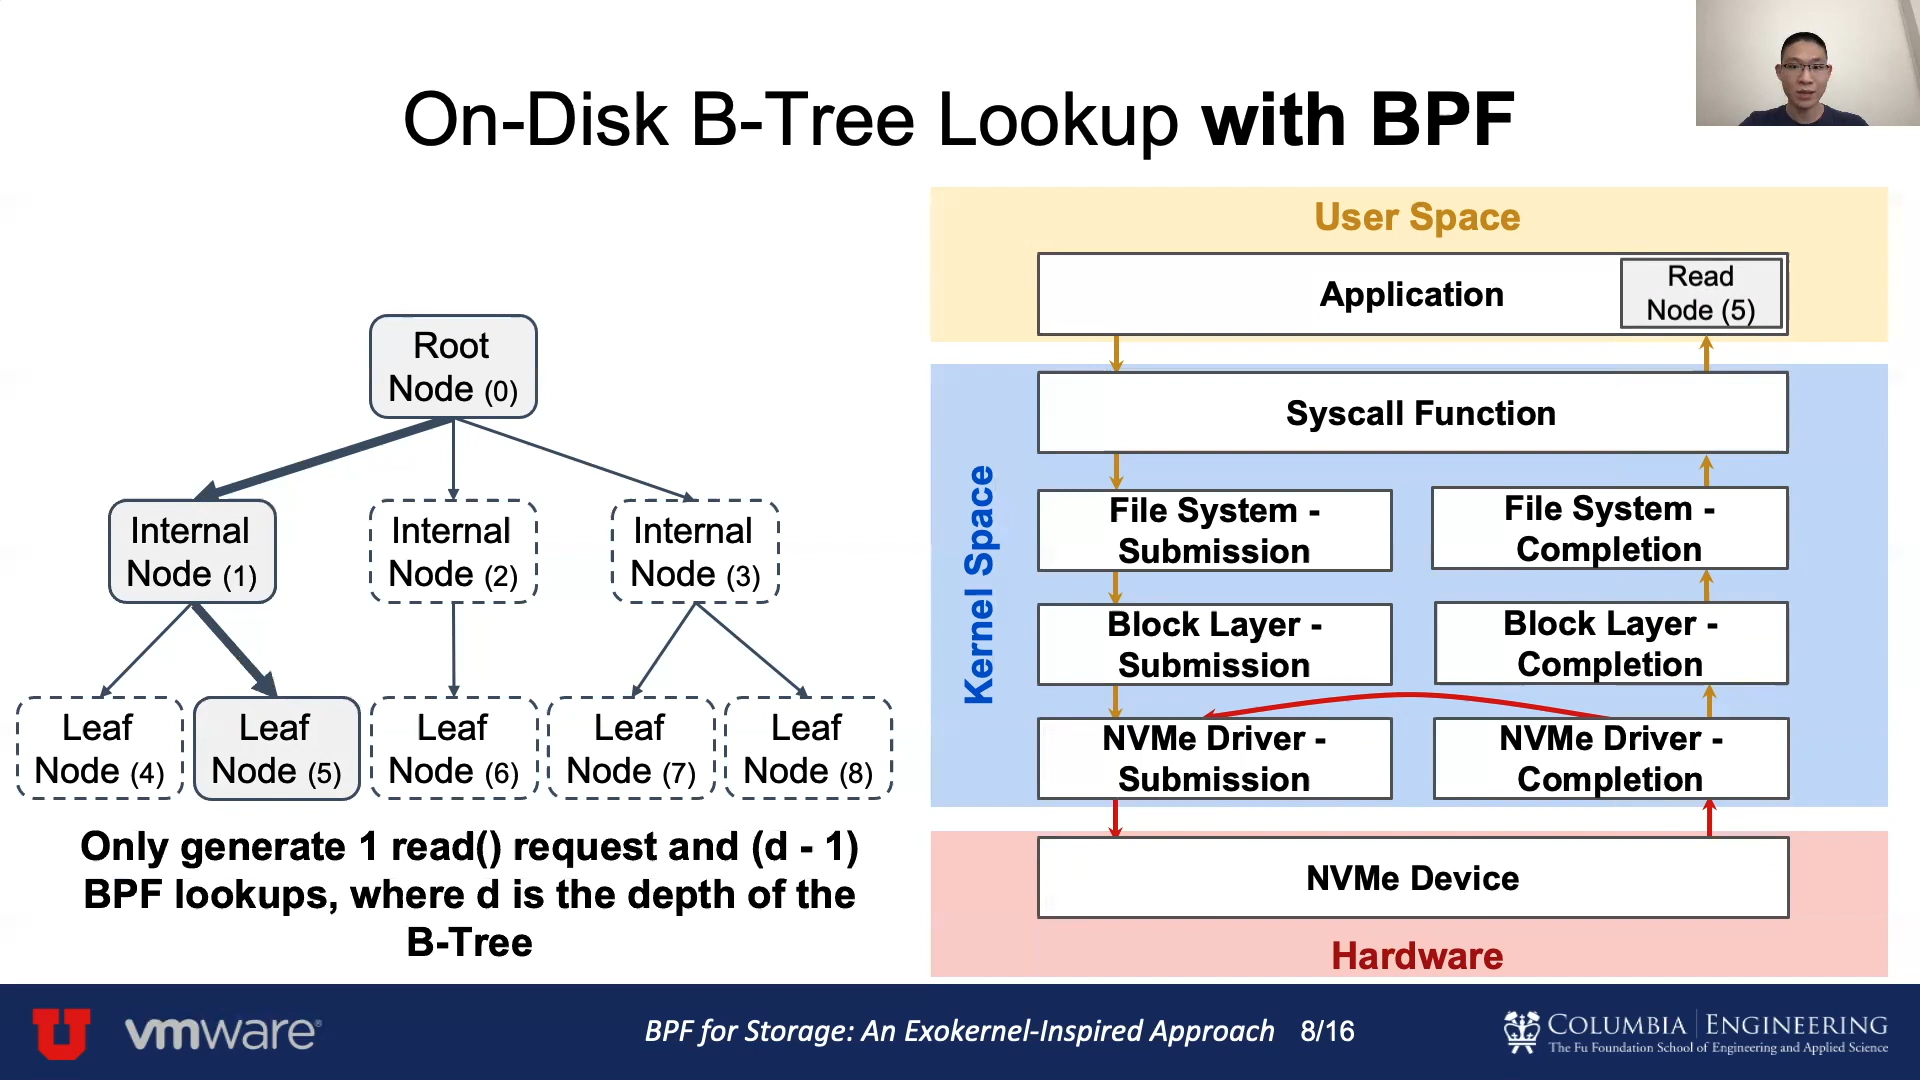 On-Disk B-Tree Lookup with BPF
Root
Node (0)
Internal
Node (1)
Internal
Node (2)
Internal
Node (3)
Leaf
Node (4)
Leaf
Node (5)
Leaf
Node (6)
Leaf
Node (7)
Leaf
Node (8)
Only generate 1 read() request and (d - 1)
BPF lookups, where d is the depth of the
B-Tree
User Space
Application
Read
Node (5)
Kernel Space
Syscall Function
File System -
Submission
File System -
Completion
Block Layer -
Submission
Block Layer -
Completion
NVMe Driver -
Submission
NVMe Driver -
Completion
NVMe Device
Hardware
U
vmware®
BPF for Storage: An Exokernel-Inspired Approach 8/16
COLUMBIA | ENGINEERING
The Fu Foundation School of Engineering and Applied Science